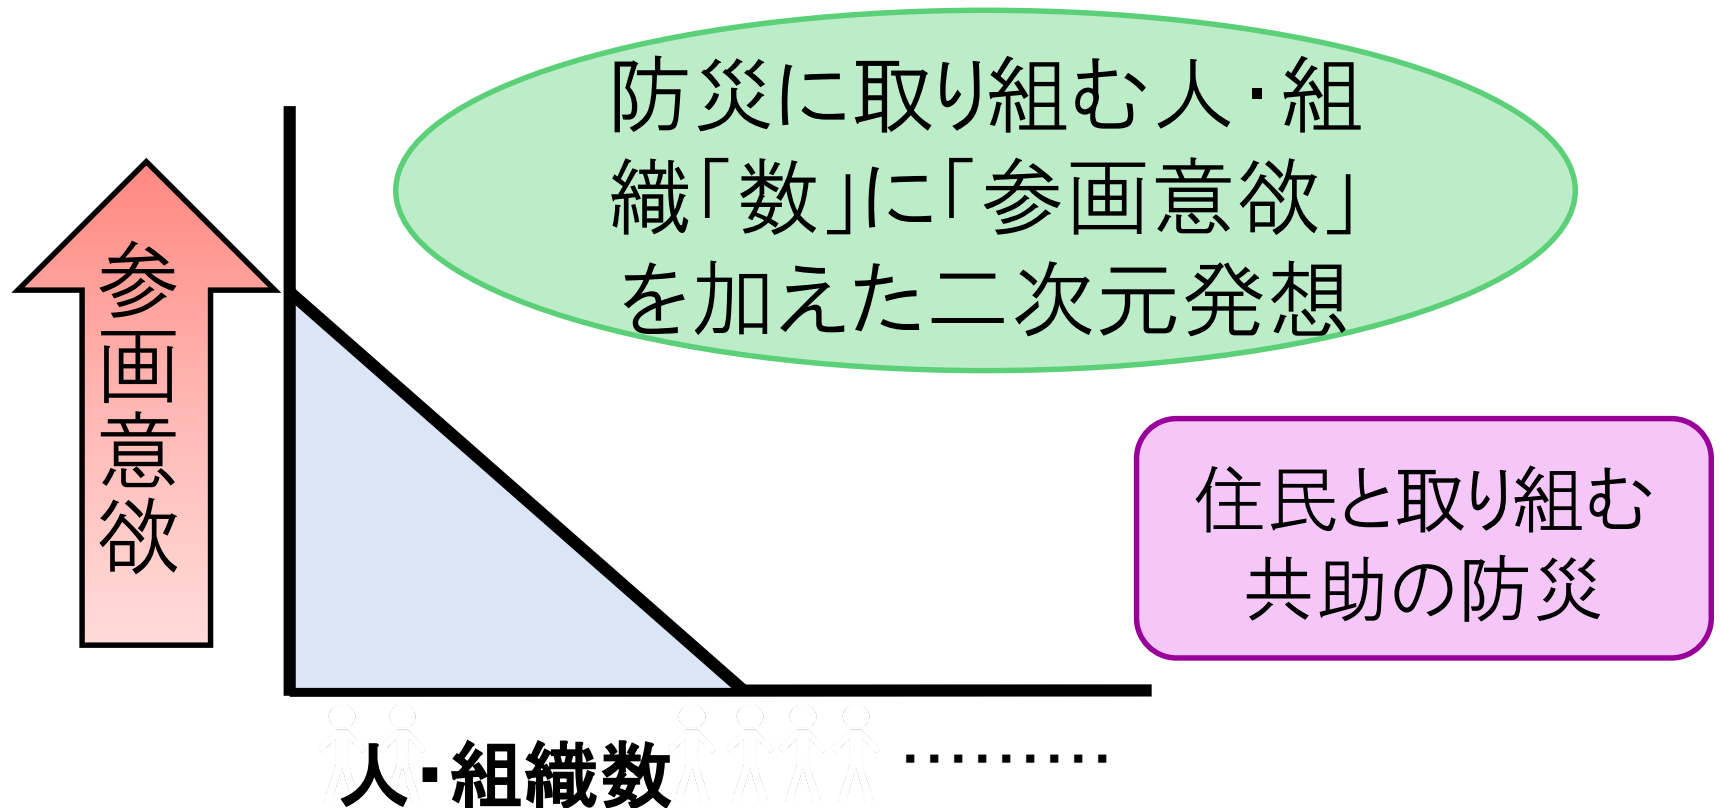 防災に取り組む人・組
織「数」に「参画意欲」
を加えた二次元発想
参画意欲
住民と取り組む
共助の防災
人・組織数
………